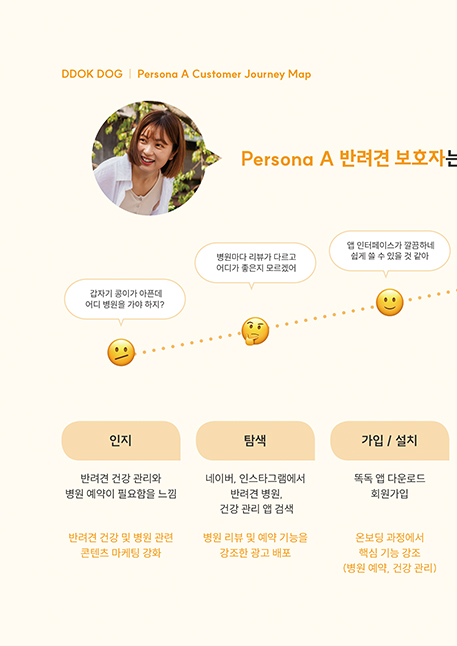 DDOK DOG | Persona A Customer Journey Map
Persona A 반려견 보호자는
앱 인터페이스가 깔끔하네
쉽게 쓸 수 있을 것 같아
병원마다 리뷰가 다르고
어디가 좋은지 모르겠어
갑자기 콩이가 아픈데
어디 병원을 가야 하지?
인지
반려견 건강 관리와
병원 예약이 필요함을 느낌
반려견 건강 및 병원 관련
콘텐츠 마케팅 강화
탐색
네이버, 인스타그램에서
반려견 병원,
건강 관리 앱 검색
병원 리뷰 및 예약 기능을
강조한 광고 배포
가입 / 설치
똑독 앱 다운로드
회원가입
온보딩 과정에서
핵심 기능 강조
(병원 예약, 건강 관리)